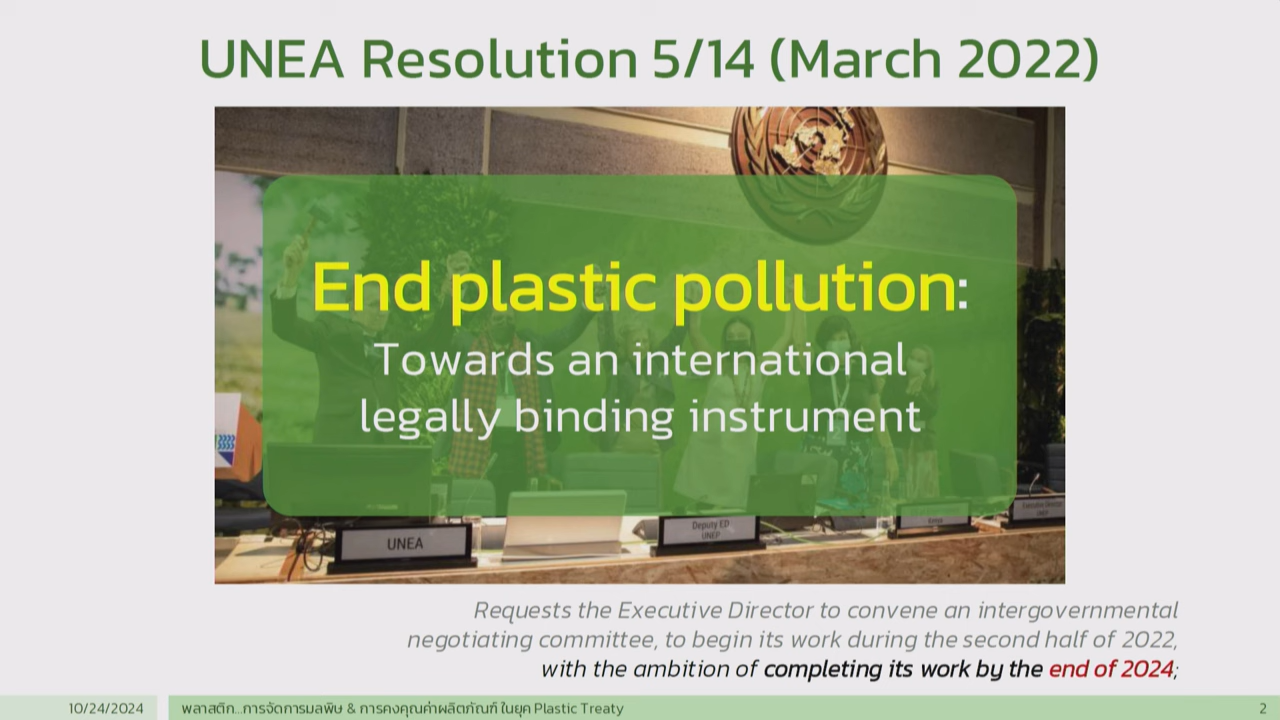 UNEA Resolution 5/14 (March 2022)
End plastic pollution:
Towards an international
legally binding instrument
UNEA
Deputy ED
UNEP
Kenya
Executive Director
UNEP
Requests the Executive Director to convene an intergovernmental
negotiating committee, to begin its work during the second half of 2022,
with the ambition of completing its work by the end of 2024;
10/24/2024
พลาสติก...การจัดการมลพิษ & การคงคุณค่าผลิตภัณฑ์ ในยุค Plastic Treaty
2